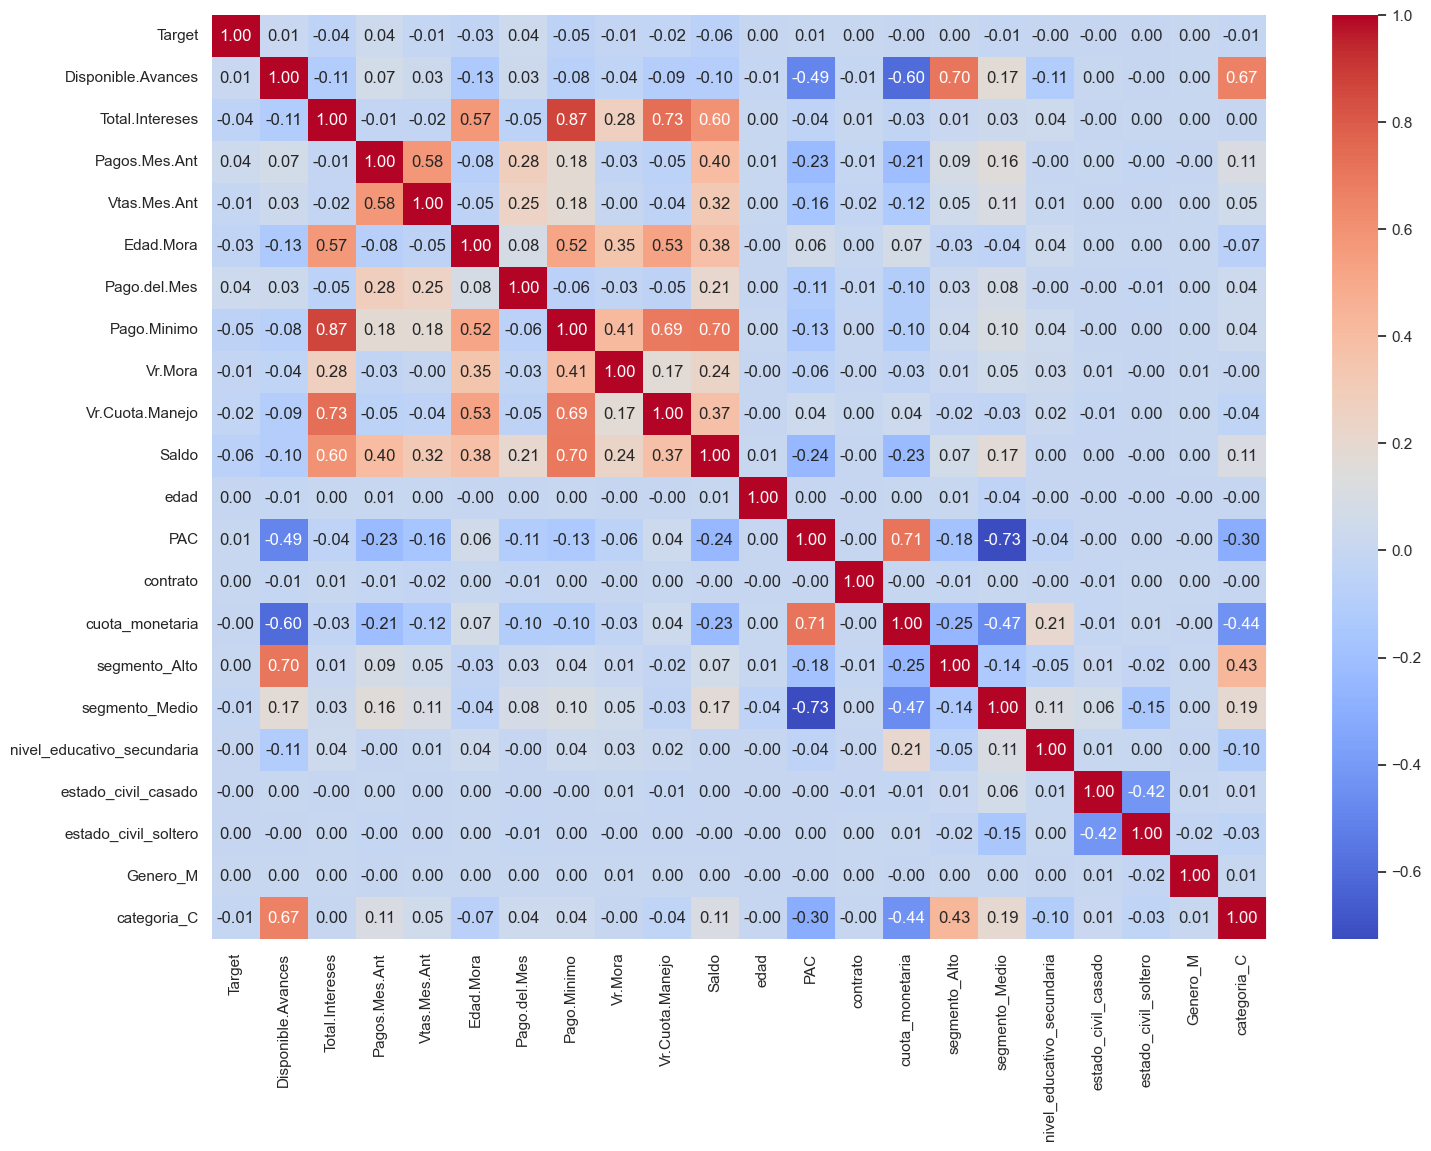 Target 1.00 0.01 -0.04 0.04 -0.01 -0.03 0.04 -0.05 -0.01 -0.02 -0.06 0.00 0.01 0.00 -0.00 0.00 -0.01 -0.00 -0.00 0.00 0.00 -0.01 1.0
Disponible.Avances 0.01 1.00 -0.11 0.07 0.03 -0.13 0.03 -0.08 -0.04 -0.09 -0.10 -0.01 -0.49 -0.01 -0.60 0.70 0.17 -0.11 0.00 -0.00 0.00 0.67
0.8
Total.Intereses -0.04 -0.11 1.00 -0.01 -0.02 0.57 -0.05 0.87 0.28 0.73 0.60 0.00 -0.04 0.01 -0.03 0.01 0.03 0.04 -0.00 0.00 0.00 0.00
Pagos.Mes.Ant 0.04 0.07 -0.01 1.00 0.58 -0.08 0.28 0.18 -0.03 -0.05 0.40 0.01 -0.23 -0.01 -0.21 0.09 0.16 -0.00 0.00 -0.00 -0.00 0.11
Vtas.Mes.Ant -0.01 0.03 -0.02 0.58 1.00 -0.05 0.25 0.18 -0.00 -0.04 0.32 0.00 -0.16 -0.02 -0.12 0.05 0.11 0.01 0.00 0.00 -0.00 0.05
0.6
Edad.Mora -0.03 -0.13 0.57 -0.08 -0.05 1.00 0.08 0.52 0.35 0.53 0.38 -0.00 0.06 0.00 0.07 -0.03 -0.04 0.04 0.00 0.00 0.00 -0.07
Pago.del.Mes 0.04 0.03 -0.05 0.28 0.25 0.08 1.00 -0.06 -0.03 -0.05 0.21 0.00 -0.11 -0.01 -0.10 0.03 0.08 -0.00 -0.00 -0.01 0.00 0.04
Pago.Minimo -0.05 -0.08 0.87 0.18 0.18 0.52 -0.06 1.00 0.41 0.69 0.70 0.00 -0.13 0.00 -0.10 0.04 0.10 0.04 -0.00 0.00 0.00 0.04
0.4
Vr.Mora -0.01 -0.04 0.28 -0.03 -0.00 0.35 -0.03 0.41 1.00 0.17 0.24 -0.00 -0.06 -0.00 -0.03 0.01 0.05 0.03 0.01 -0.00 0.01 -0.00
Vr.Cuota.Manejo -0.02 -0.09 0.73 -0.05 -0.04 0.53 -0.05 0.69 0.17 1.00 0.37 -0.00 0.04 0.00 0.04 -0.02 -0.03 0.02 -0.01 0.00 0.00 -0.04
Saldo -0.06 -0.10 0.60 0.40 0.32 0.38 0.21 0.70 0.24 0.37 1.00 0.01 -0.24 -0.00 -0.23 0.07 0.17 0.00 0.00 -0.00 0.00 0.11
0.2
edad 0.00 -0.01 0.00 0.01 0.00 -0.00 0.00 0.00 -0.00 -0.00 0.01 1.00 0.00 -0.00 0.00 0.01 -0.04 -0.00 -0.00 -0.00 -0.00 -0.00
PAC 0.01 -0.49 -0.04 -0.23 -0.16 0.06 -0.11 -0.13 -0.06 0.04 -0.24 0.00 1.00 -0.00 0.71 -0.18 -0.73 -0.04 -0.00 0.00 -0.00 -0.30
0.0
contrato 0.00 -0.01 0.01 -0.01 -0.02 0.00 -0.01 0.00 -0.00 0.00 -0.00 -0.00 -0.00 1.00 -0.00 -0.01 0.00 -0.00 -0.01 0.00 -0.00 -0.00
cuota_monetaria -0.00 -0.60 -0.03 -0.21 -0.12 0.07 -0.10 -0.10 -0.03 0.04 -0.23 0.00 0.71 -0.00 1.00 -0.25 -0.47 0.21 -0.01 0.01 -0.00 -0.44
segmento_Alto 0.00 0.70 0.01 0.09 0.05 -0.03 0.03 0.04 0.01 -0.02 0.07 0.01 -0.18 -0.01 -0.25 1.00 -0.14 -0.05 0.01 -0.02 0.00 0.43
−0.2
segmento_Medio -0.01 0.17 0.03 0.16 0.11 -0.04 0.08 0.10 0.05 -0.03 0.17 -0.04 -0.73 0.00 -0.47 -0.14 1.00 0.11 0.06 -0.15 0.00 0.19
nivel_educativo_secundaria -0.00 -0.11 0.04 -0.00 0.01 0.04 -0.00 0.04 0.03 0.02 0.00 -0.00 -0.04 -0.00 0.21 -0.05 0.11 1.00 0.01 0.00 0.00 -0.10
−0.4
estado_civil_casado -0.00 0.00 -0.00 0.00 0.00 0.00 -0.00 -0.00 0.01 -0.01 0.00 -0.00 -0.00 -0.01 -0.01 0.01 0.06 0.01 1.00 -0.42 0.01 0.01
estado_civil_soltero 0.00 -0.00 0.00 -0.00 0.00 0.00 -0.01 0.00 -0.00 0.00 -0.00 -0.00 0.00 0.00 0.01 -0.02 -0.15 0.00 -0.42 1.00 -0.02 -0.03
Genero_M 0.00 0.00 0.00 -0.00 -0.00 0.00 0.00 0.00 0.01 0.00 0.00 -0.00 -0.00 -0.00 -0.00 0.00 0.00 0.00 0.01 -0.02 1.00 0.01
−0.6
categoria_C -0.01 0.67 0.00 0.11 0.05 -0.07 0.04 0.04 -0.00 -0.04 0.11 -0.00 -0.30 -0.00 -0.44 0.43 0.19 -0.10 0.01 -0.03 0.01 1.00
Target
Disponible.Avances
Total.Intereses
Pagos.Mes.Ant
Vtas.Mes.Ant
Edad.Mora
Pago.del.Mes
Pago.Minimo
Vr.Mora
Vr.Cuota.Manejo
Saldo
edad
PAC
contrato
cuota_monetaria
segmento_Alto
segmento_Medio
nivel_educativo_secundaria
estado_civil_casado
estado_civil_soltero
Genero_M
categoria_C